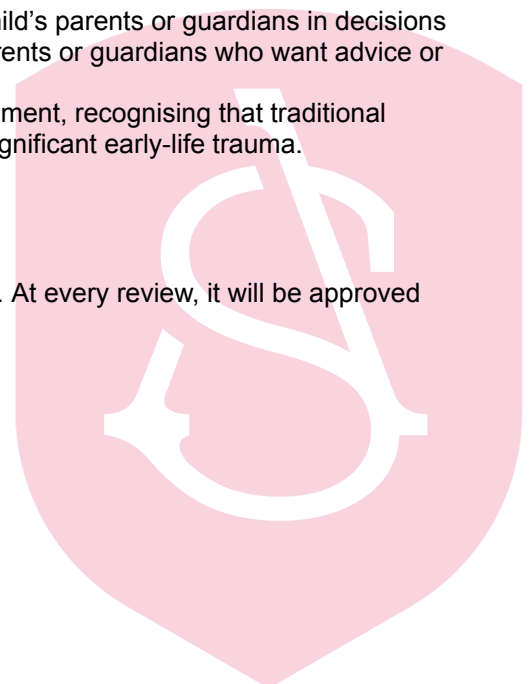 ild's parents or guardians in decisions
rents or guardians who want advice or
ment, recognising that traditional
gnificant early-life trauma.
. At every review, it will be approved